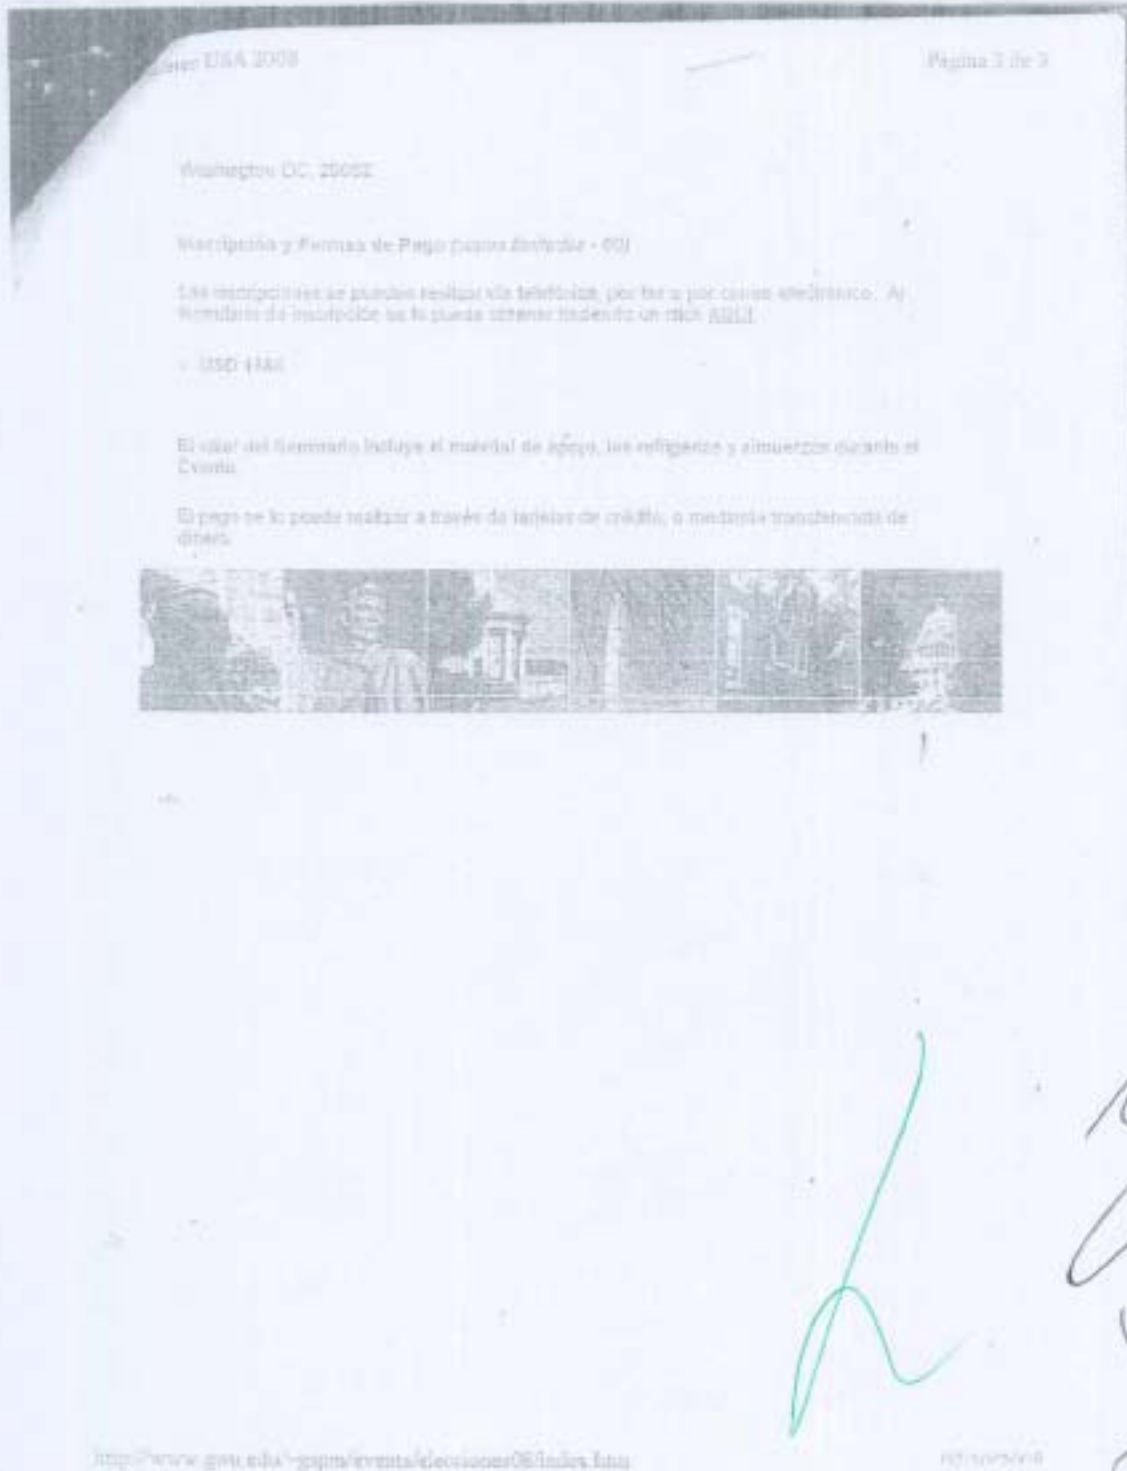 USA 2008
Página 3 de 3
Washington DC, 20052
Inscripción y Formas de Pago (cupos limitados - 60)
Las inscripciones se pueden realizar vía telefónica, por fax o por correo electrónico. Al
formulario de inscripción se lo puede obtener haciendo un click AQUÍ
USD
El valor del Seminario incluye el material de apoyo, los refrigerios y almuerzos durante el
Evento.
El pago se lo puede realizar a través de tarjetas de crédito, o mediante transferencia de
dinero.
http://www.gwu.edu/~gspm/events/elecciones08/index.htm